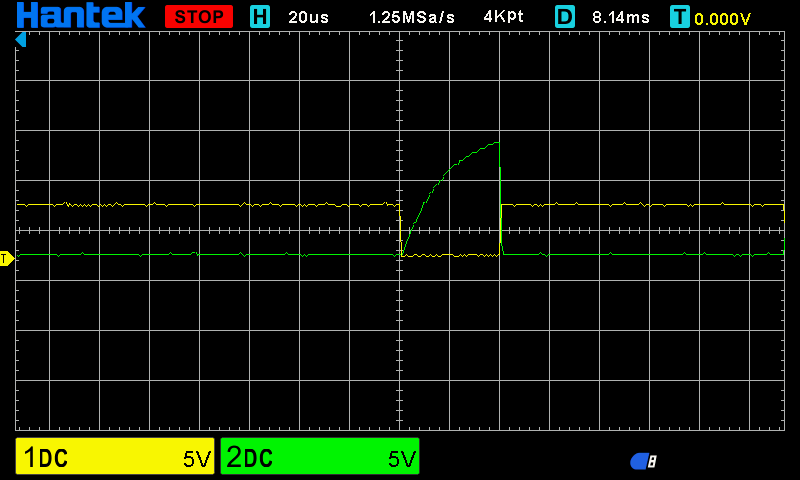 Hantek STOP H 20us 1.25MSa/s 4Kpt D 8.14ms T 0.000V
T
1DC 5V 2DC 5V